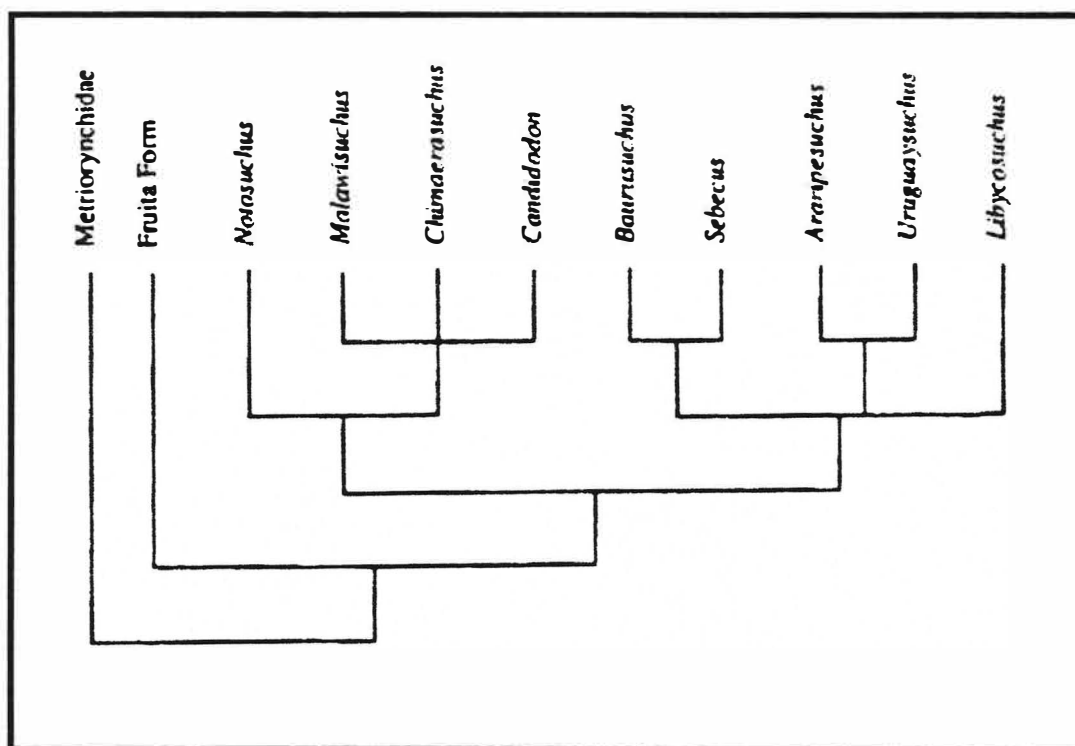 Metriorynchidae
Fruita Form
Notosuchus
Malawisuchus
Chimaerasuchus
Candidodon
Baurusuchus
Sebecus
Araripesuchus
Uruguaysuchus
Libycosuchus